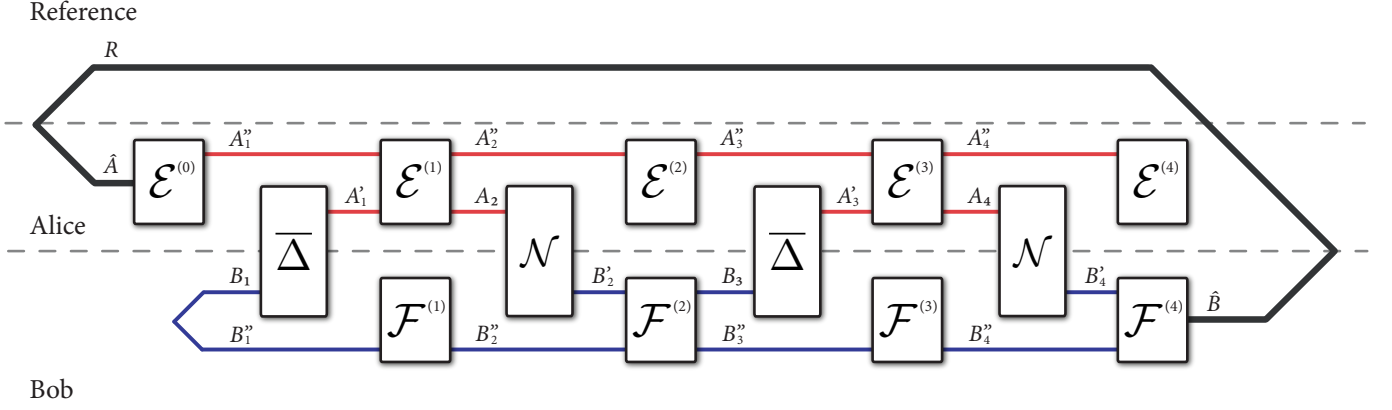 Reference
R
A₁” A₂” A₃” A₄”
Â ℰ⁽⁰⁾ ℰ⁽¹⁾ ℰ⁽²⁾ ℰ⁽³⁾ ℰ⁽⁴⁾
A₁’ A₂ A₃’ A₄
Alice
Δ̅ 𝒩 Δ̅ 𝒩
B₁ B₂’ B₃ B₄’ B̂
ℱ⁽¹⁾ ℱ⁽²⁾ ℱ⁽³⁾ ℱ⁽⁴⁾
B₁” B₂” B₃” B₄”
Bob